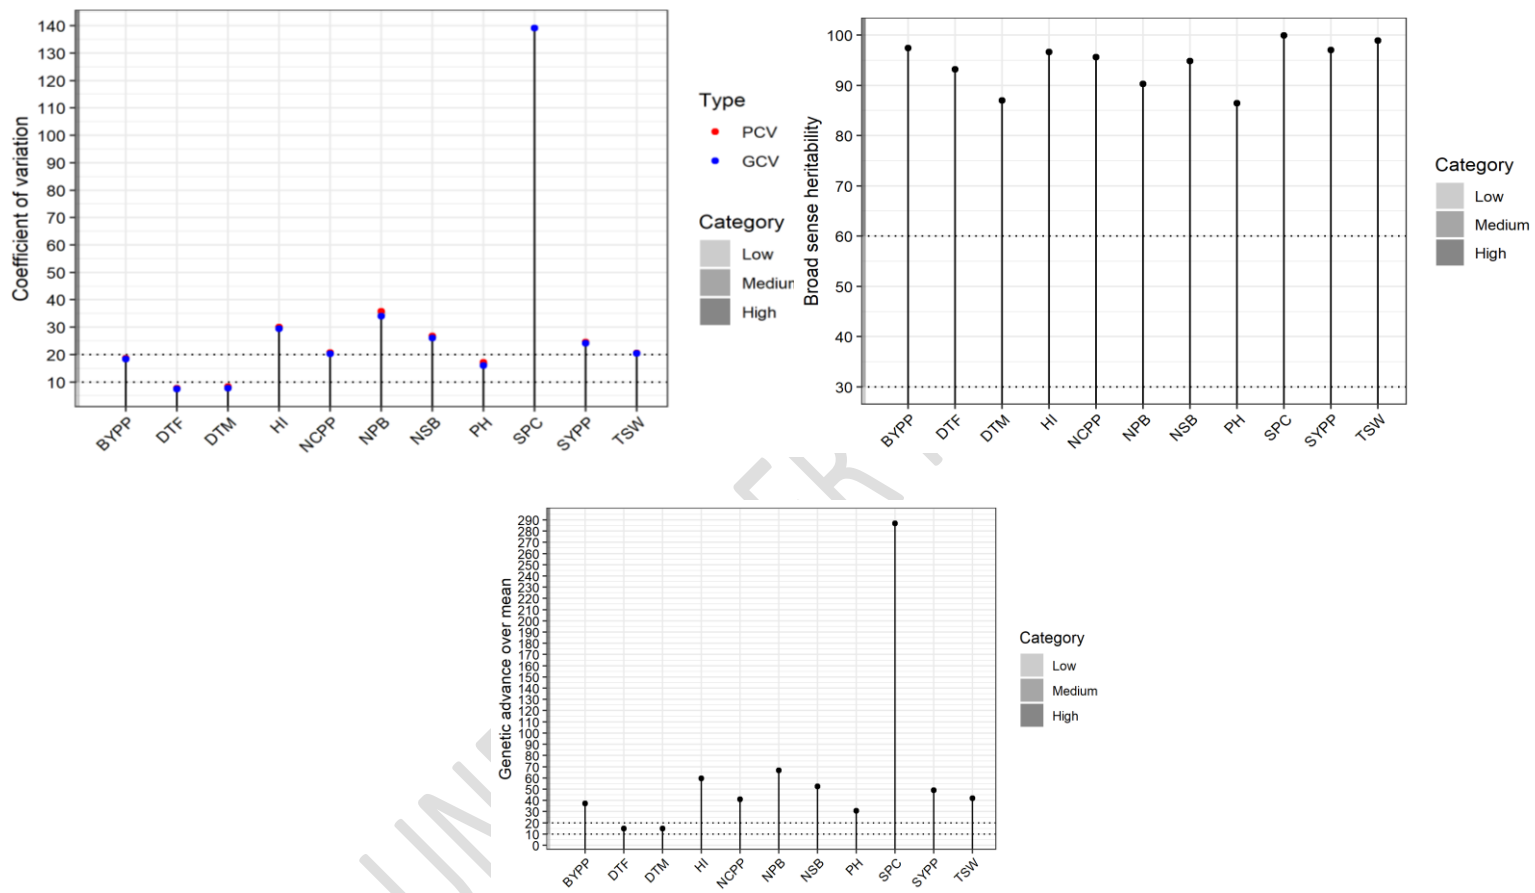 Coefficient of variation
140
130
120
110
100
90
80
70
60
50
40
30
20
10
BYPP DTF DTM HI NCPP NPB NSB PH SPC SYPP TSW
Type
PCV
GCV
Category
Low
Medium
High
Broad sense heritability
100
90
80
70
60
50
40
30
BYPP DTF DTM HI NCPP NPB NSB PH SPC SYPP TSW
Category
Low
Medium
High
Genetic advance over mean
290
280
270
260
250
240
230
220
210
200
190
180
170
160
150
140
130
120
110
100
90
80
70
60
50
40
30
20
10
0
BYPP DTF DTM HI NCPP NPB NSB PH SPC SYPP TSW
Category
Low
Medium
High